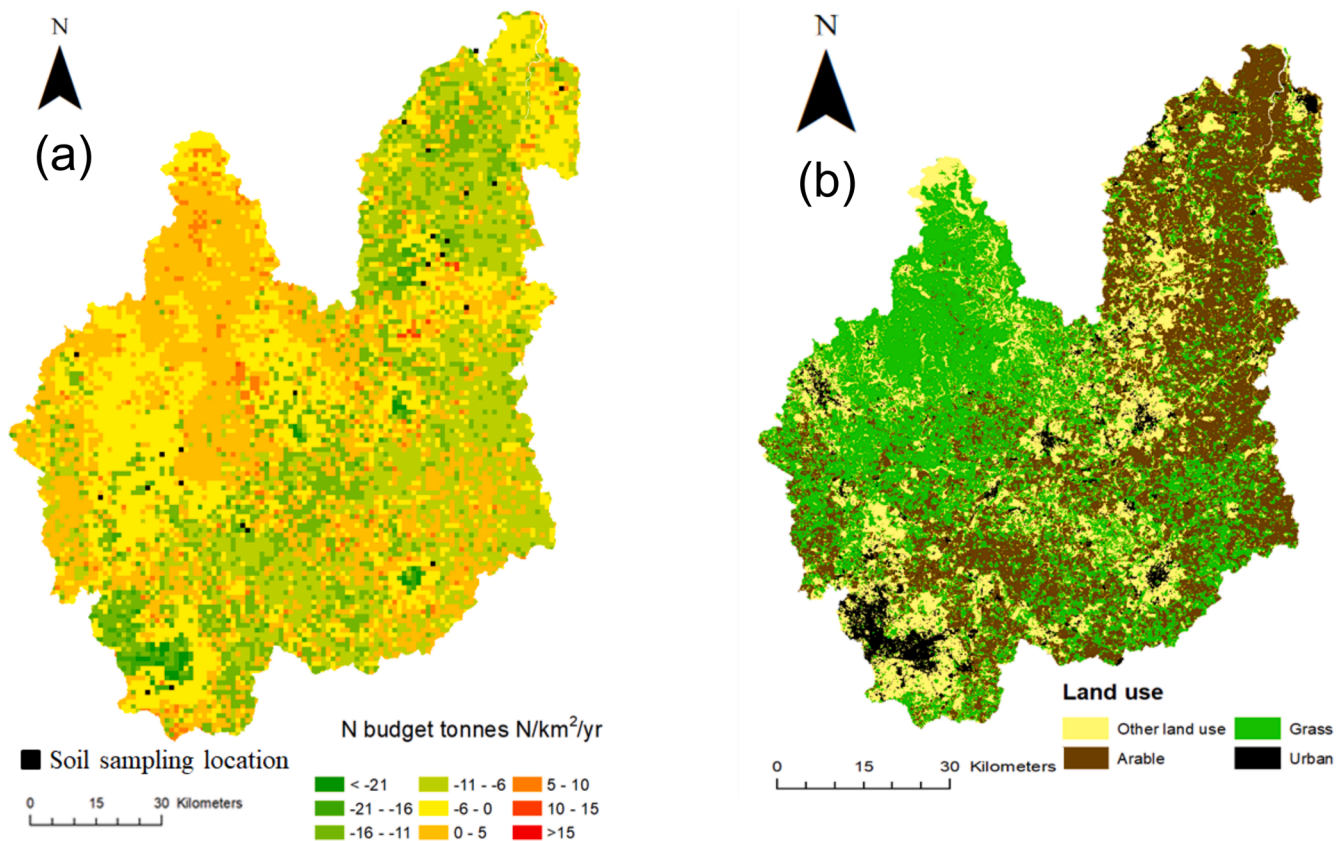 N
(a)
N budget tonnes N/km²/yr
Soil sampling location
0 15 30 Kilometers
< -21
-21 - -16
-16 - -11
-11 - -6
-6 - 0
0 - 5
5 - 10
10 - 15
>15
N
(b)
Land use
Other land use
Arable
Grass
Urban
0 15 30 Kilometers